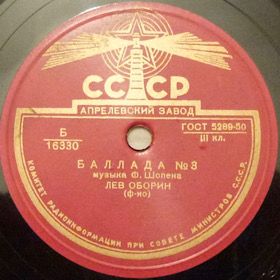 СССР
АПРЕЛЕВСКИЙ ЗАВОД
Б
16330
ГОСТ 5289-50
III кл.
БАЛЛАДА №3
музыка Ф. Шопена
ЛЕВ ОБОРИН
(ф-но)
КОМИТЕТ РАДИОИНФОРМАЦИИ ПРИ СОВЕТЕ МИНИСТРОВ С.С.С.Р.